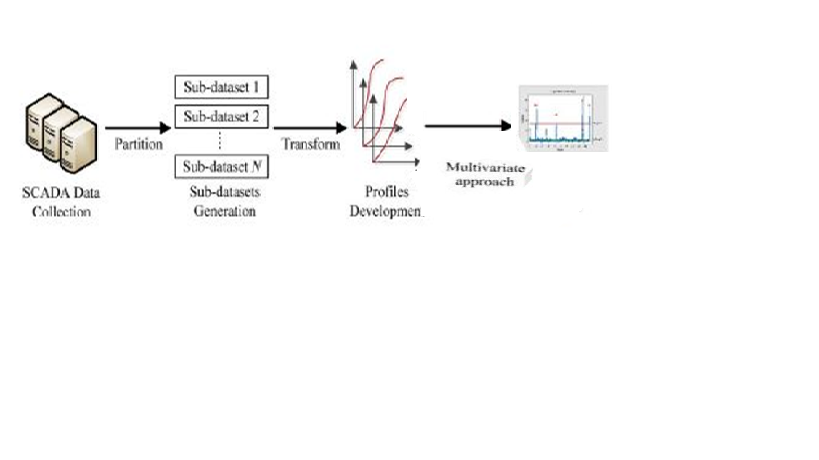 Sub-dataset 1
Sub-dataset 2
Sub-dataset N
Partition
Transform
Multivariate
approach
SCADA Data
Collection
Sub-datasets
Generation
Profiles
Developmen